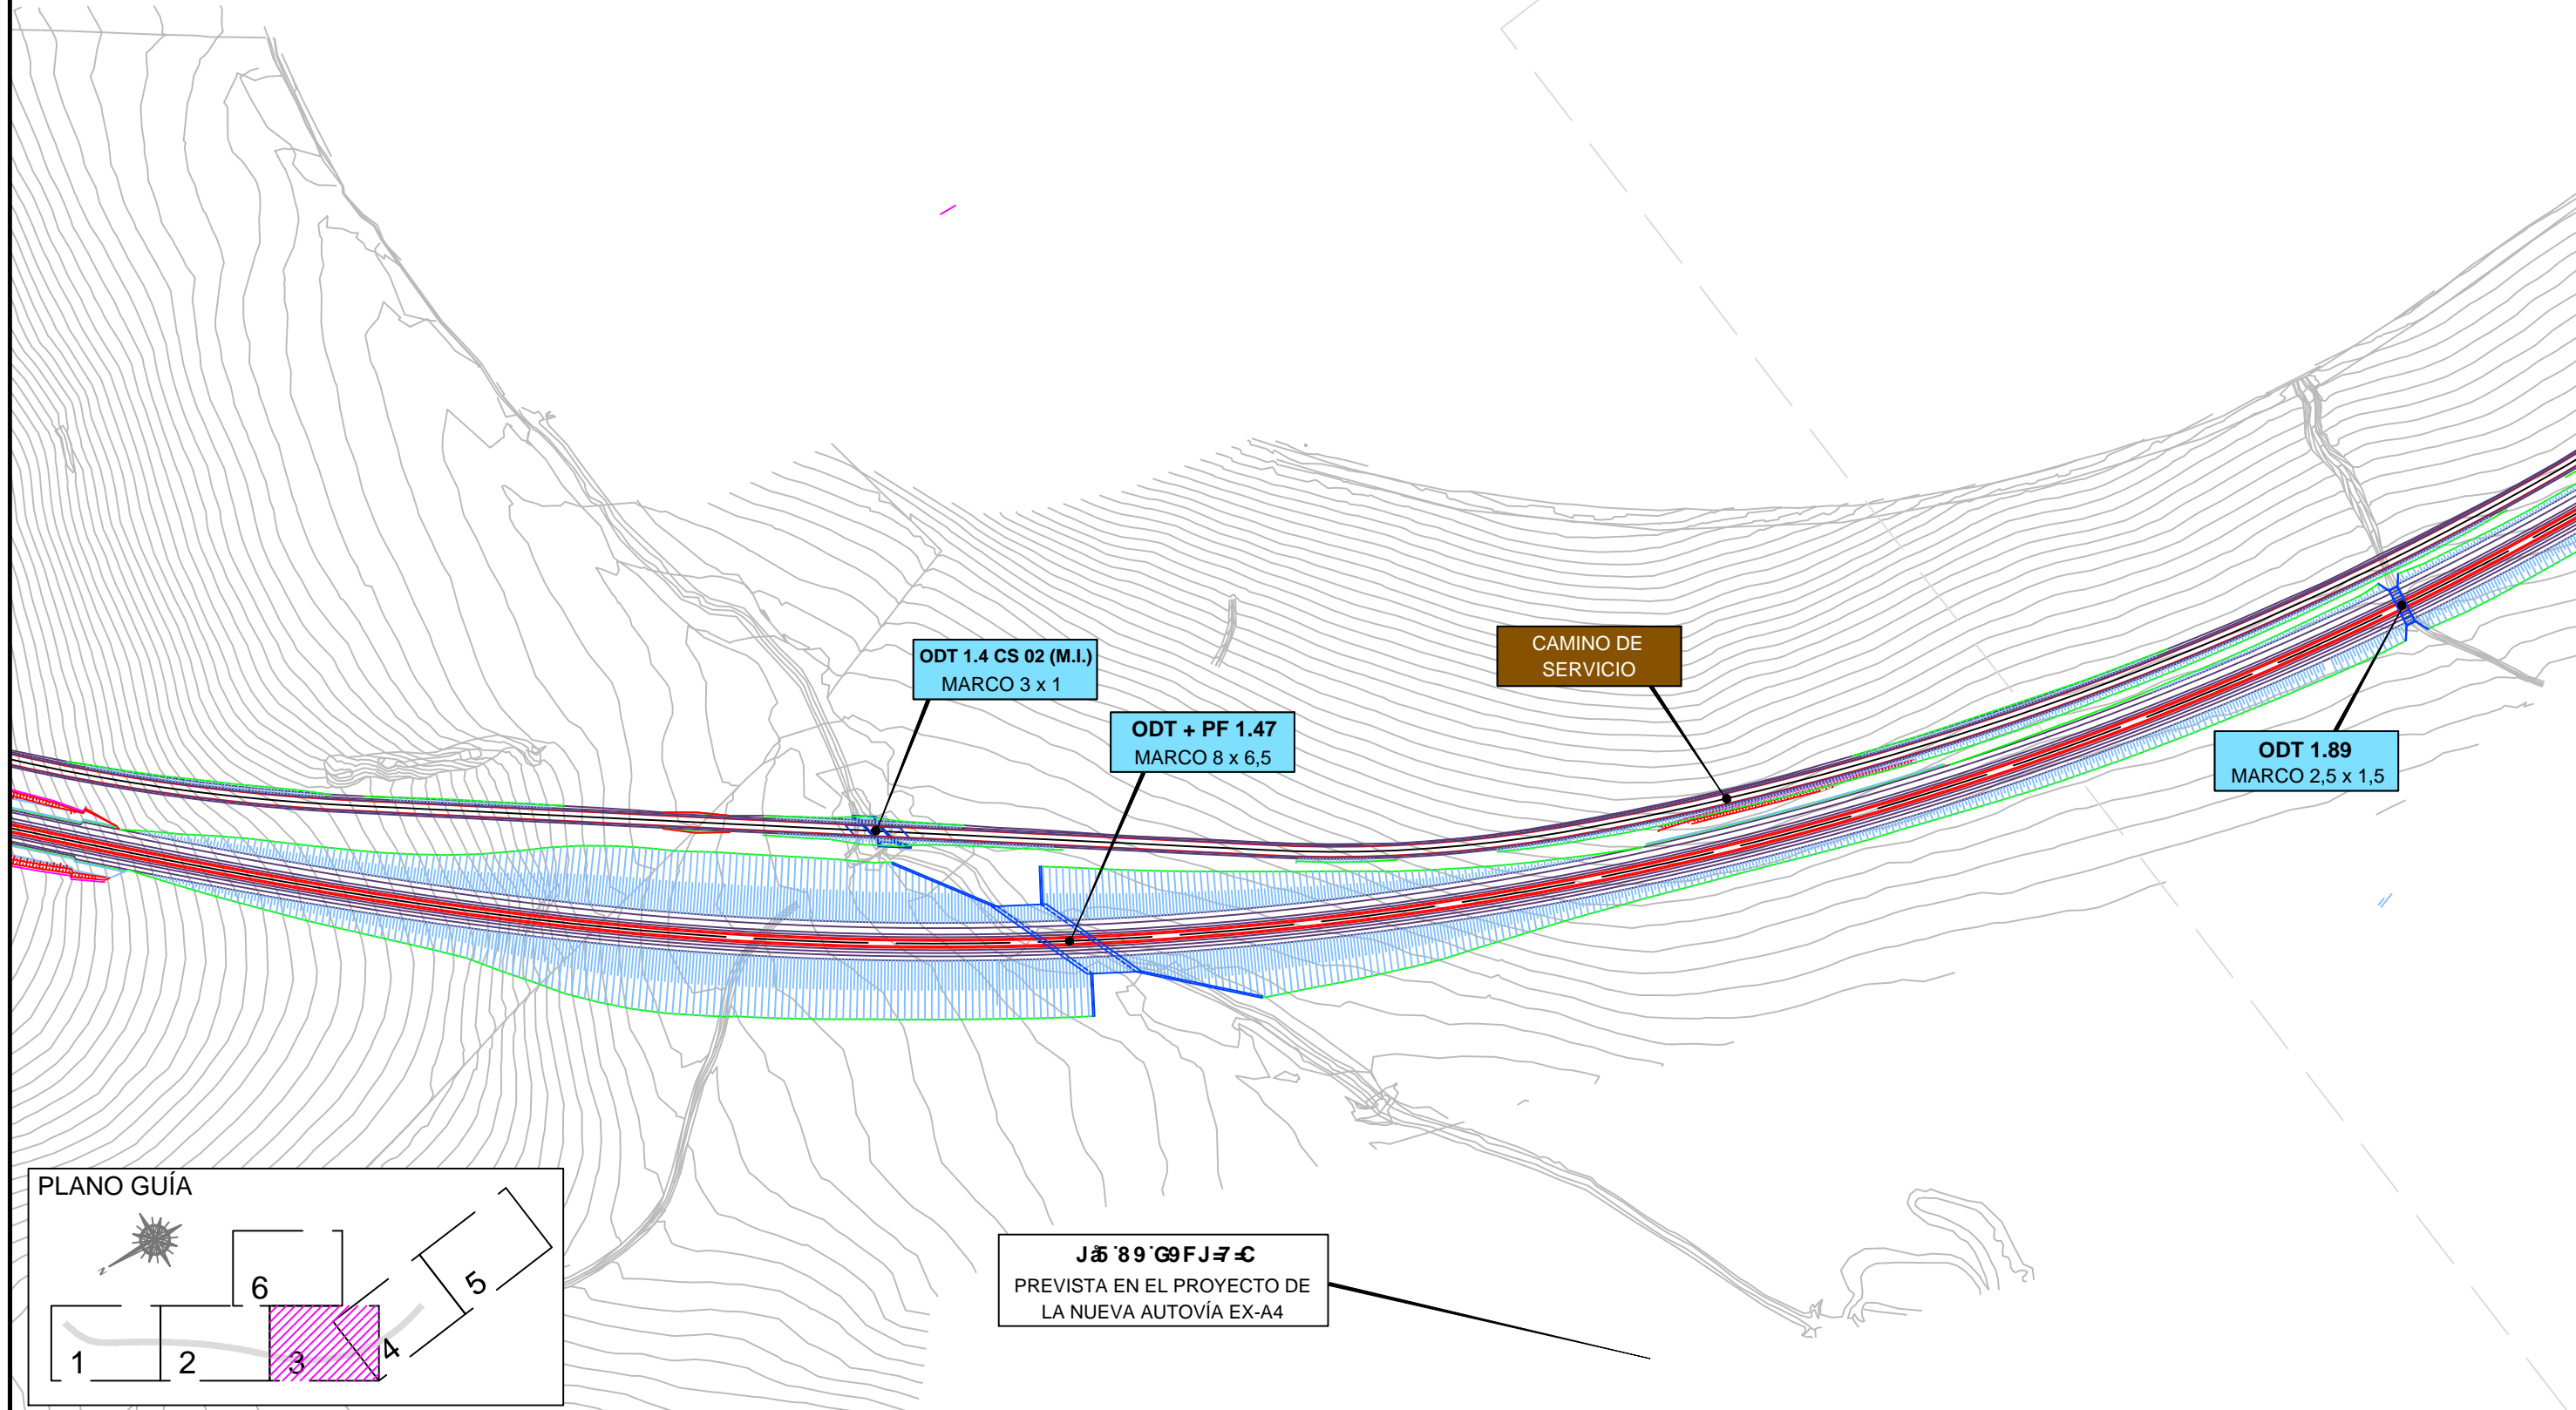 ODT 1.4 CS 02 (M.I.)
MARCO 3 x 1
ODT + PF 1.47
MARCO 8 x 6,5
CAMINO DE
SERVICIO
ODT 1.89
MARCO 2,5 x 1,5
PLANO GUÍA
N
6
5
1
2
3
4
PREVISTA EN EL PROYECTO DE
LA NUEVA AUTOVÍA EX-A4